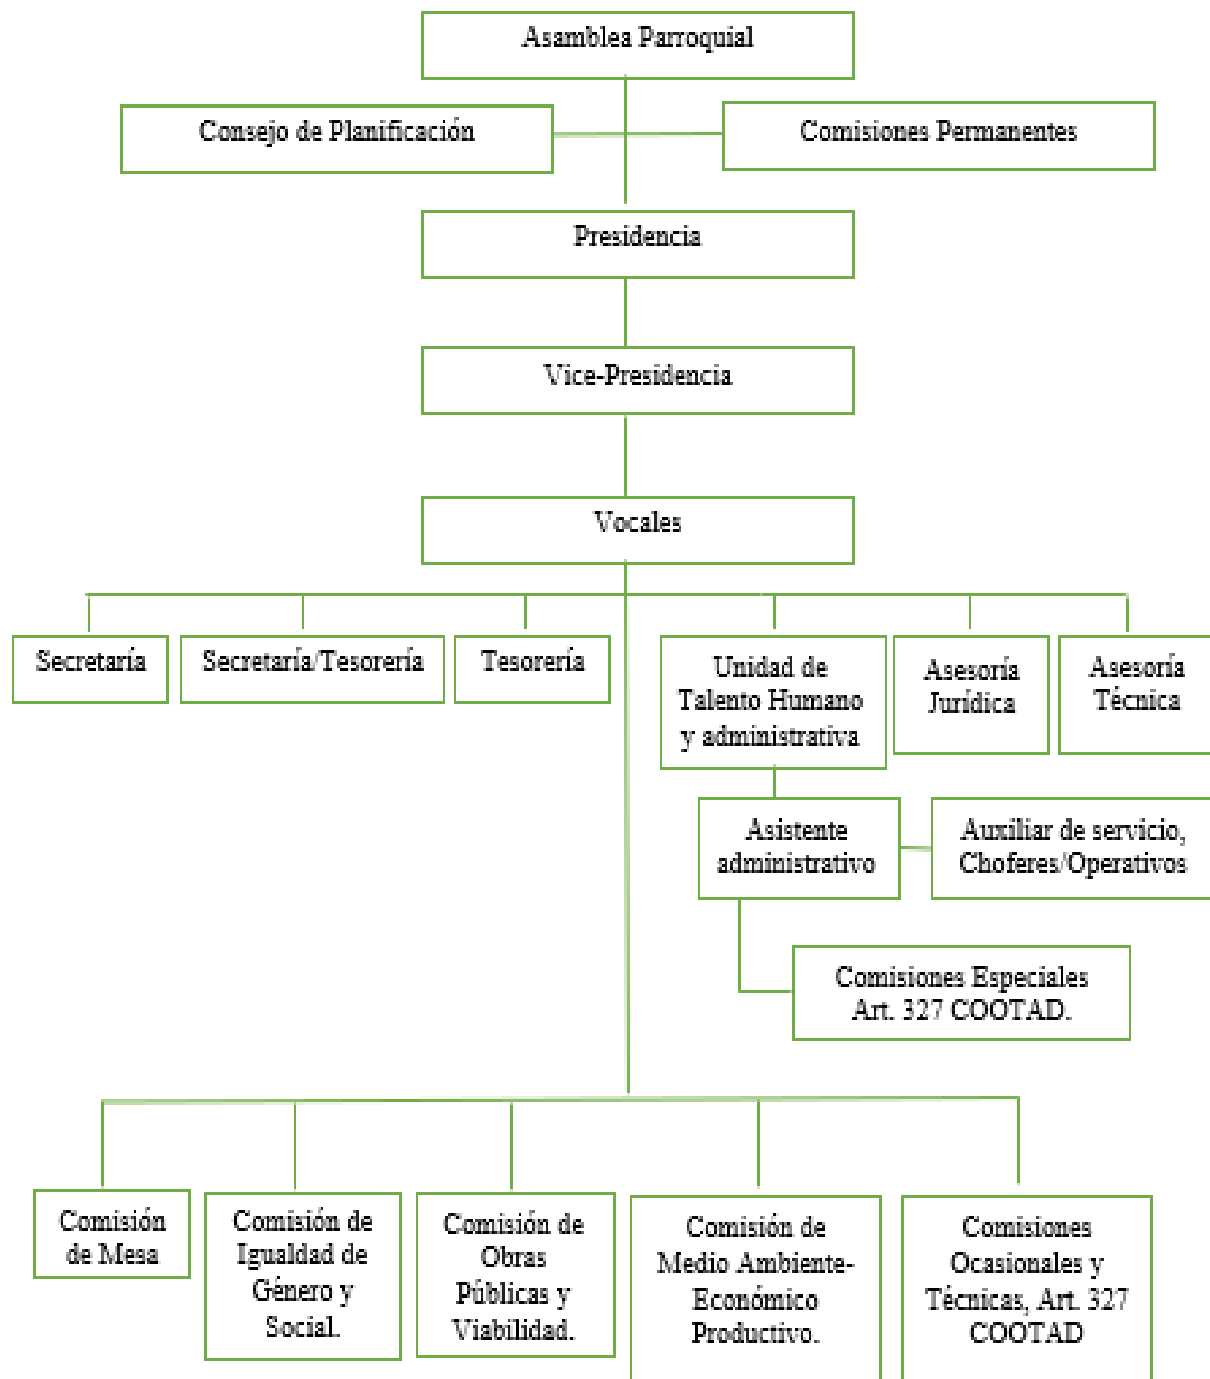 Asamblea Parroquial
Consejo de Planificación
Comisiones Permanentes
Presidencia
Vice-Presidencia
Vocales
Secretaría
Secretaría/Tesorería
Tesorería
Unidad de
Talento Humano
y administrativa
Asesoría
Jurídica
Asesoría
Técnica
Asistente
administrativo
Auxiliar de servicio,
Choferes/Operativos
Comisiones Especiales
Art. 327 COOTAD.
Comisión
de Mesa
Comisión de
Igualdad de
Género y
Social.
Comisión de
Obras
Públicas y
Viabilidad.
Comisión de
Medio Ambiente-
Económico
Productivo.
Comisiones
Ocasionales y
Técnicas, Art. 327
COOTAD